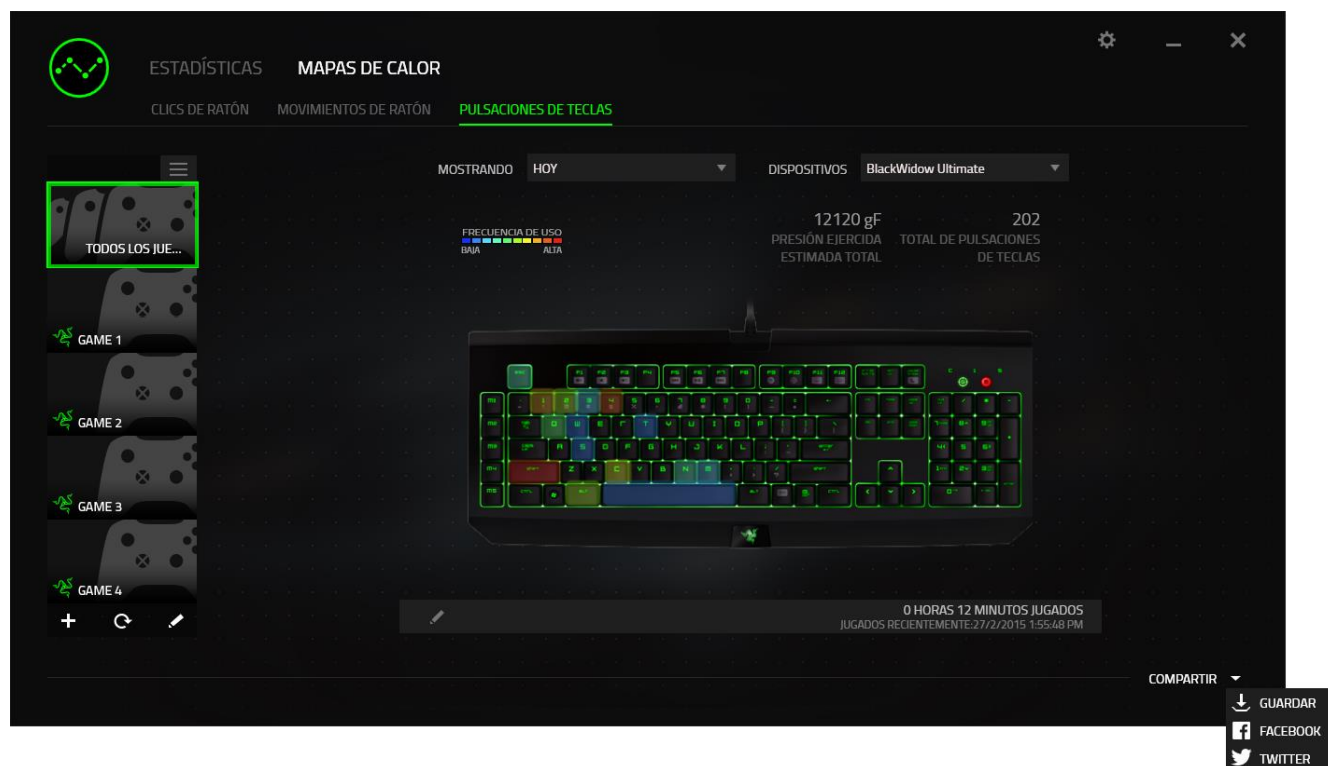 ESTADÍSTICAS MAPAS DE CALOR
CLICS DE RATÓN MOVIMIENTOS DE RATÓN PULSACIONES DE TECLAS
MOSTRANDO HOY DISPOSITIVOS BlackWidow Ultimate
TODOS LOS JUE...
GAME 1
GAME 2
GAME 3
GAME 4
FRECUENCIA DE USO
BAJA ALTA
12120 gF
PRESIÓN EJERCIDA
ESTIMADA TOTAL
202
TOTAL DE PULSACIONES
DE TECLAS
0 HORAS 12 MINUTOS JUGADOS
JUGADOS RECIENTEMENTE:27/2/2015 1:55:48 PM
COMPARTIR
GUARDAR
FACEBOOK
TWITTER